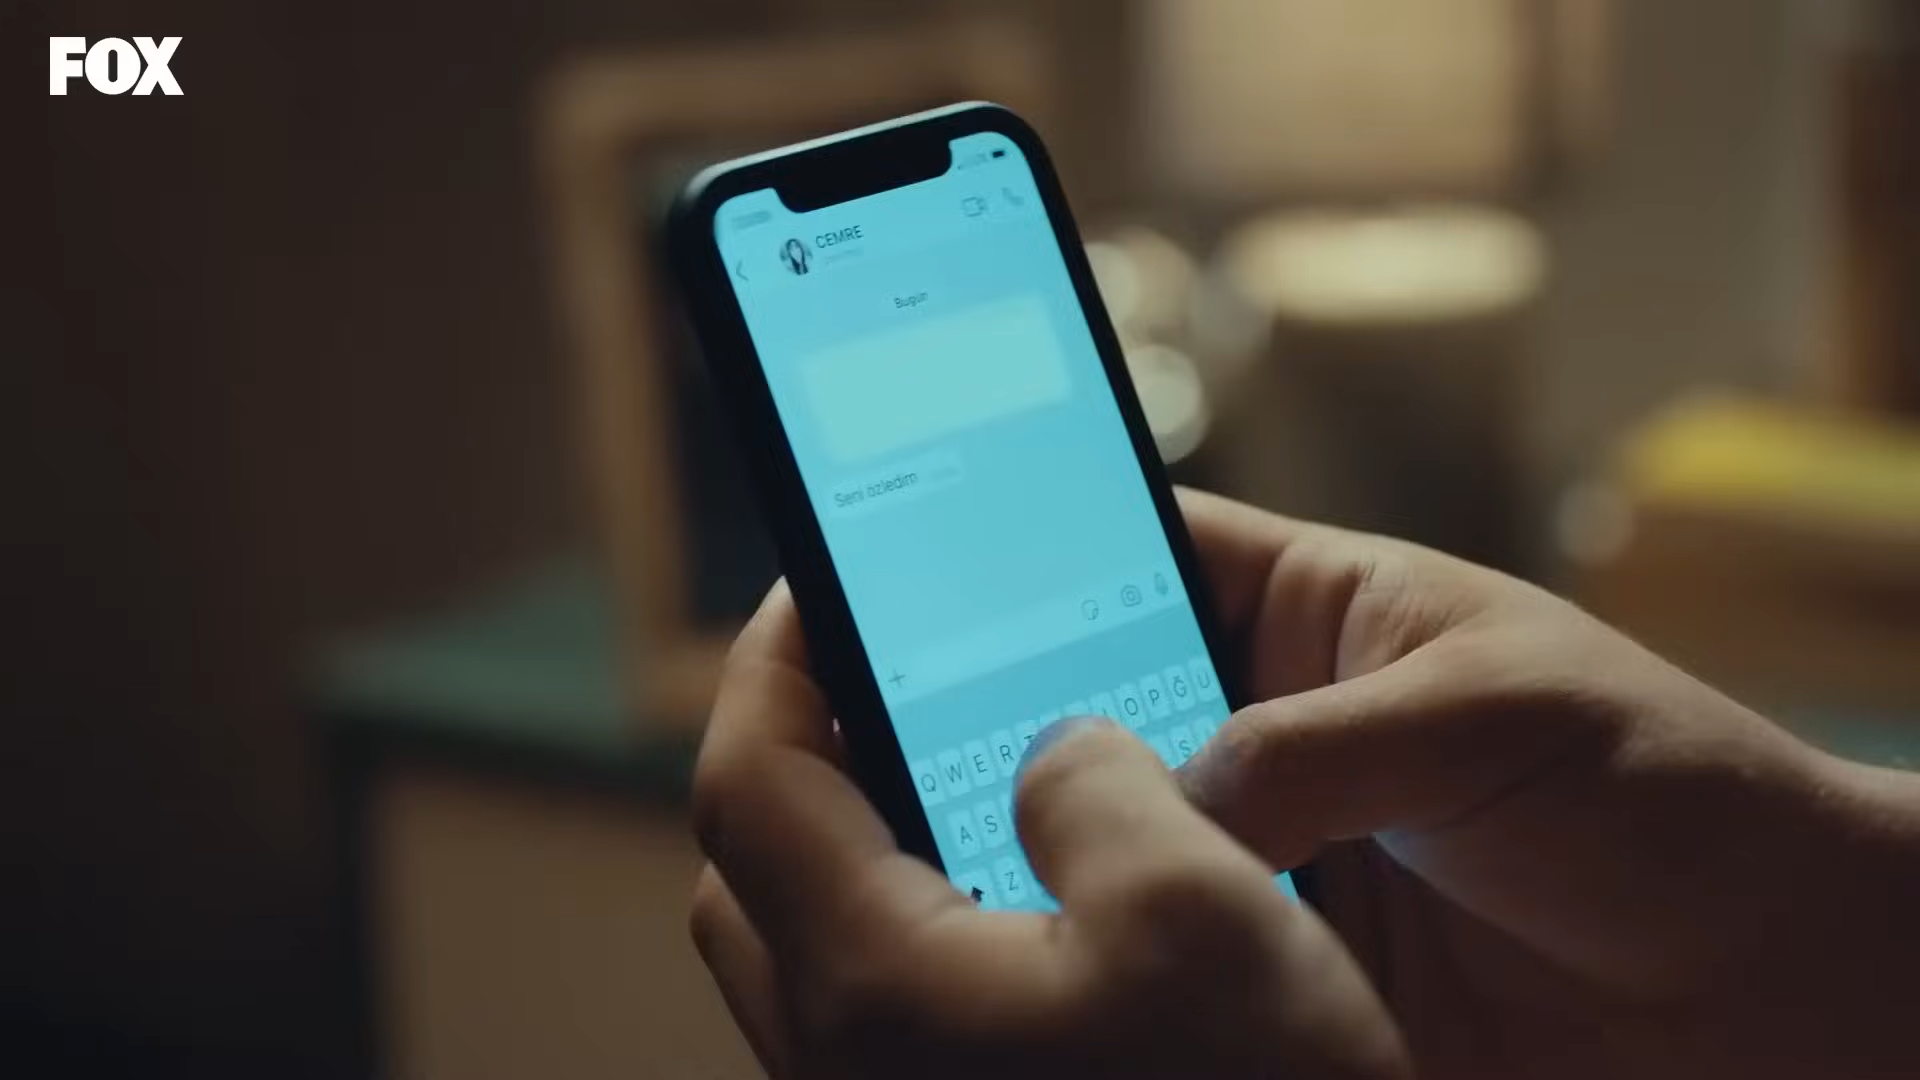 FOX
CEMRE
Bugün
Seni özledim
Q W E R T O P Ğ Ü
A S Ş
Z